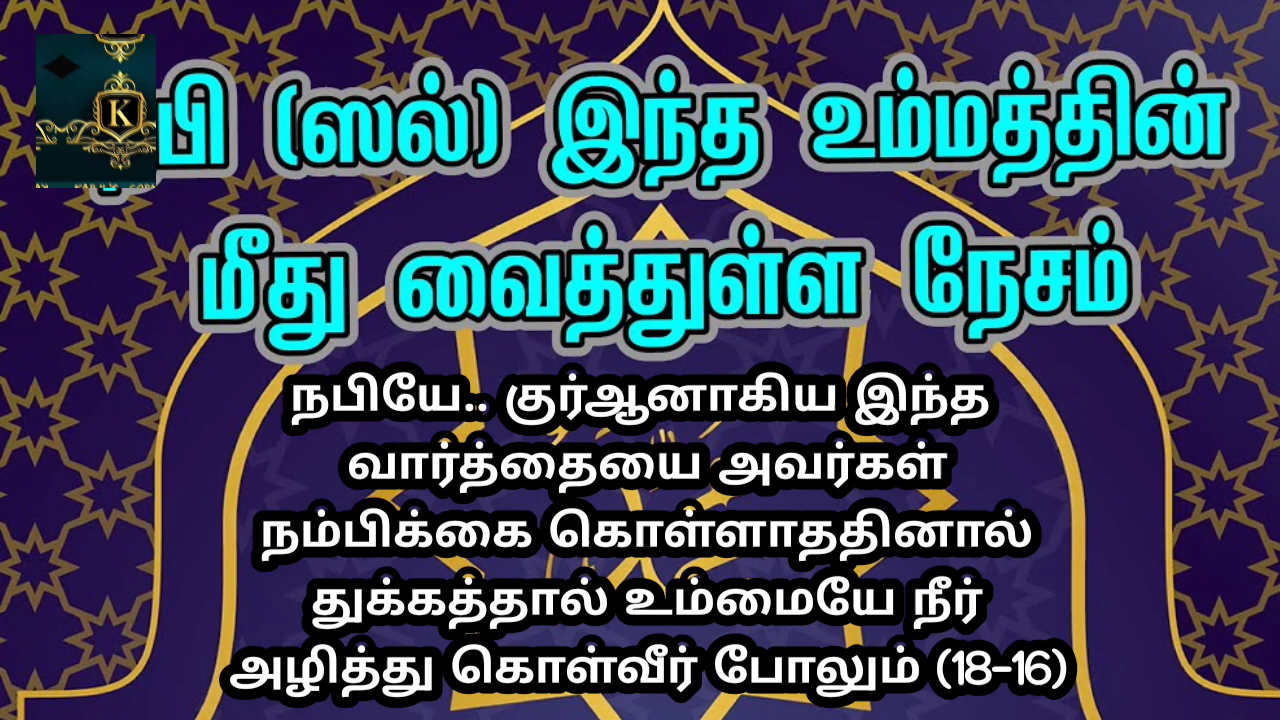 பி (ஸல்) இந்த உம்மத்தின்
மீது வைத்துள்ள நேசம்
K
நபியே.. குர்ஆனாகிய இந்த
வார்த்தையை அவர்கள்
நம்பிக்கை கொள்ளாததினால்
துக்கத்தால் உம்மையே நீர்
அழித்து கொள்வீர் போலும் (18-16)